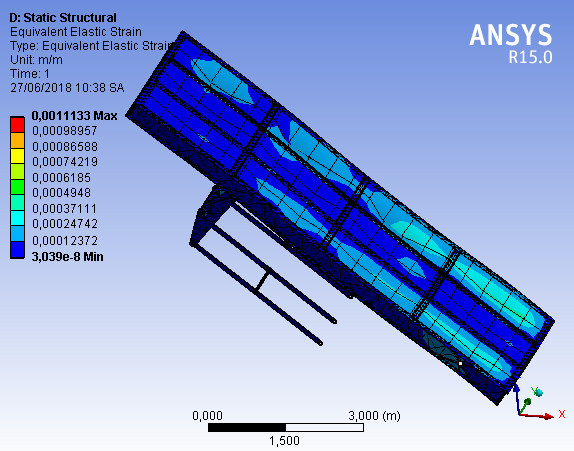 D: Static Structural
Equivalent Elastic Strain
Type: Equivalent Elastic Strain
Unit: m/m
Time: 1
27/06/2018 10:38 SA
ANSYS
R15.0
0,0011133 Max
0,00098957
0,00086588
0,00074219
0,0006185
0,0004948
0,00037111
0,00024742
0,00012372
3,039e-8 Min
0,000
3,000 (m)
1,500
Y
X